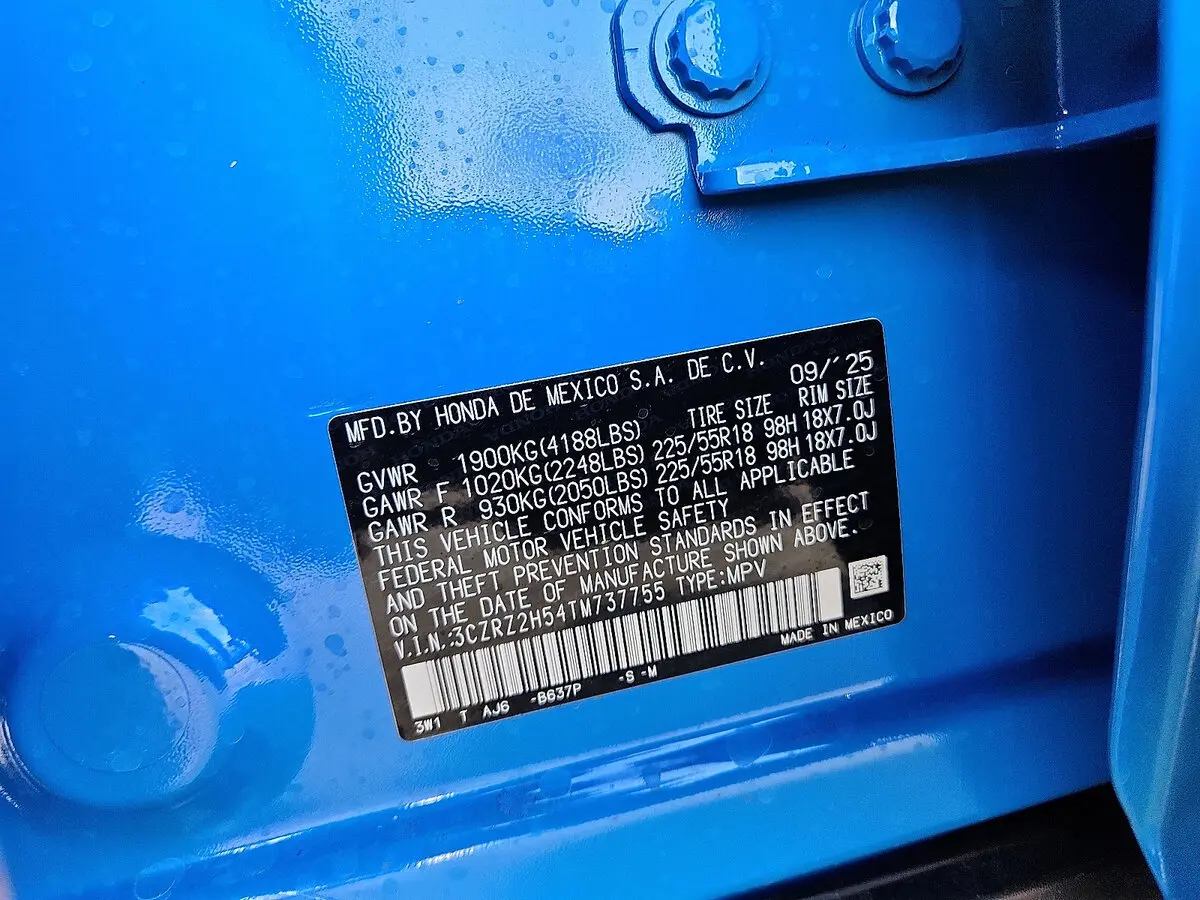 MFD.BY HONDA DE MEXICO S.A. DE C.V.
09/'25
TIRE SIZE RIM SIZE
GVWR 1900KG(4188LBS)
GAWR F 1020KG(2248LBS) 225/55R18 98H 18X7.0J
GAWR R 930KG(2050LBS) 225/55R18 98H 18X7.0J
THIS VEHICLE CONFORMS TO ALL APPLICABLE
FEDERAL MOTOR VEHICLE SAFETY
AND THEFT PREVENTION STANDARDS IN EFFECT
ON THE DATE OF MANUFACTURE SHOWN ABOVE.
V.I.N.:3CZRZ2H54TM737755 TYPE:MPV
MADE IN MEXICO
3W1 T AJ6 -B637P -S -M